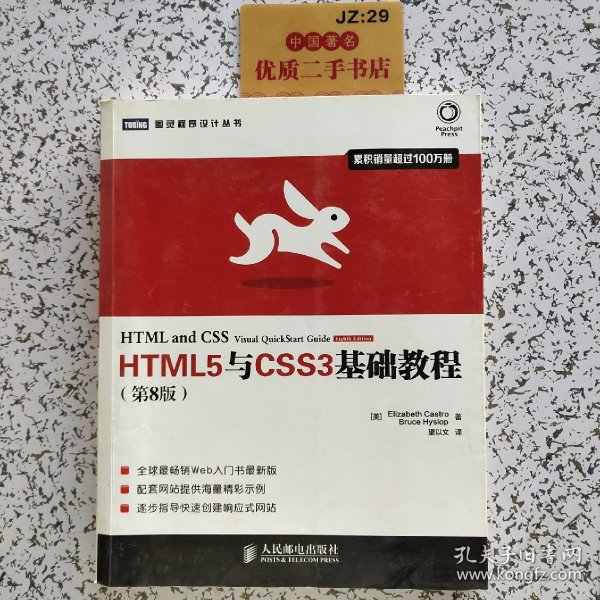 JZ:29
中国著名
优质二手书店
TURING 图灵程序设计丛书
Peachpit
Press
累积销量超过100万册
HTML and CSS Visual QuickStart Guide Eighth Edition
HTML5与CSS3基础教程
（第8版）
[美] Elizabeth Castro
Bruce Hyslop 著
望以文 译
全球最畅销Web入门书最新版
配套网站提供海量精彩示例
逐步指导快速创建响应式网站
人民邮电出版社
POSTS & TELECOM PRESS
孔夫子旧书网
www.kongfz.com